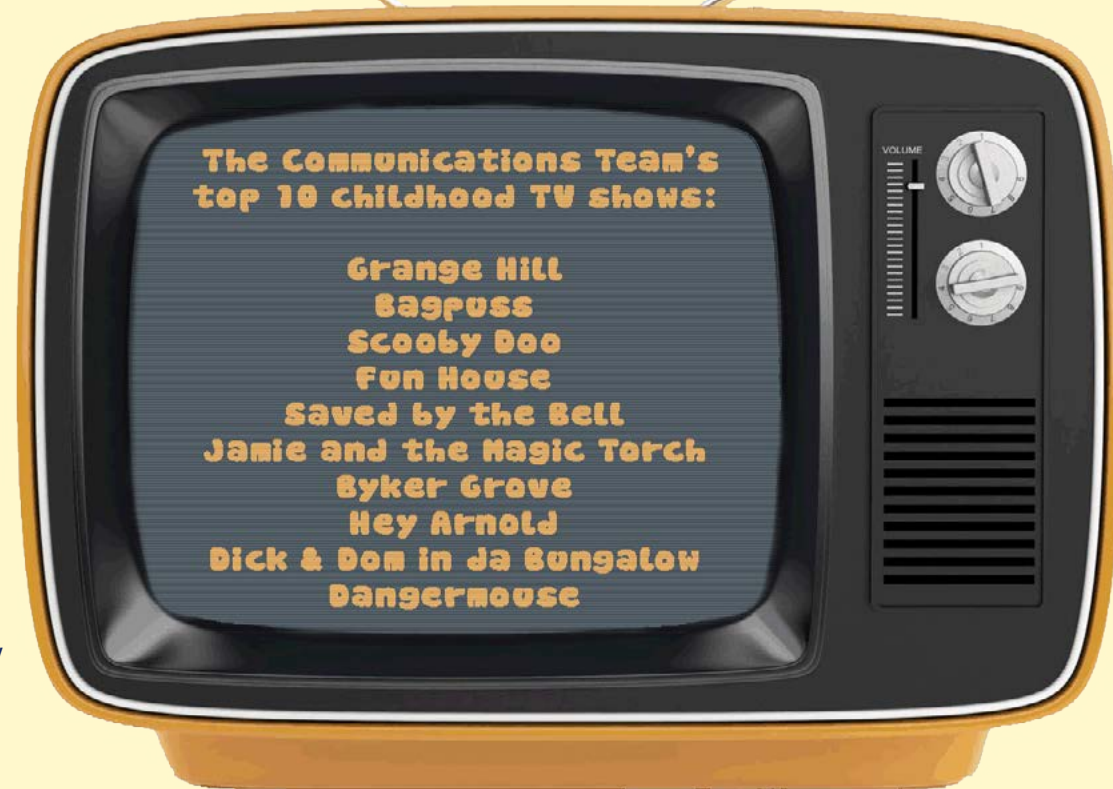 The Communications Team's
top 10 childhood TV shows:
Grange Hill
Bagpuss
Scooby Doo
Fun House
Saved by the Bell
Jamie and the Magic Torch
Byker Grove
Hey Arnold
Dick & Dom in da Bungalow
Dangermouse
VOLUME